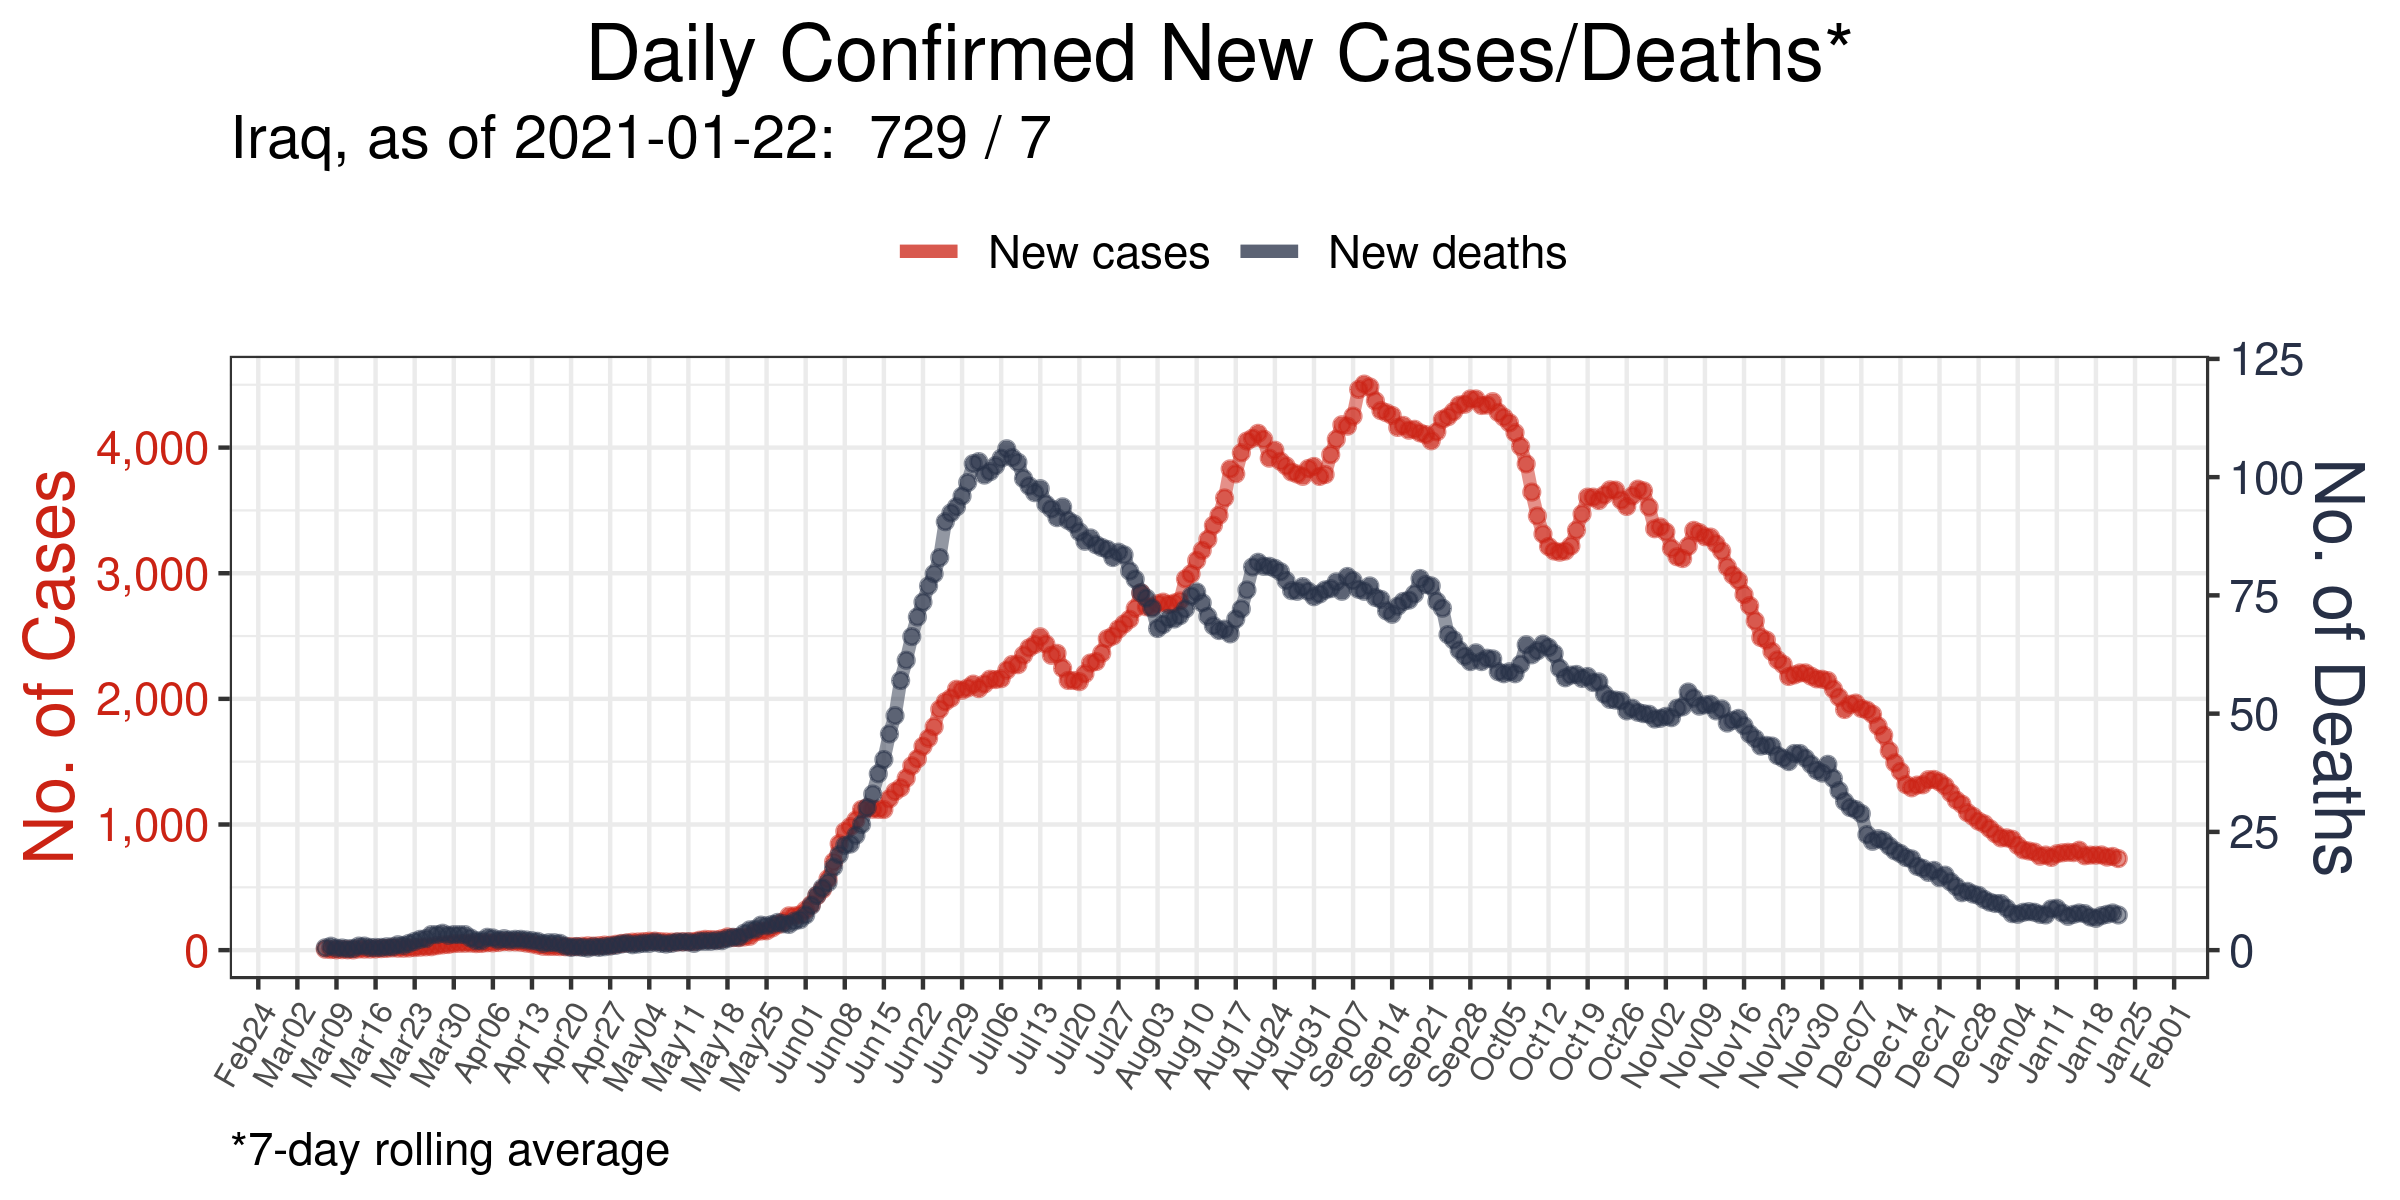 Daily Confirmed New Cases/Deaths*
Iraq, as of 2021-01-22:  729 / 7
New cases
New deaths
No. of Cases
4,000
3,000
2,000
1,000
0
125
100
75
50
25
0
No. of Deaths
Feb24
Mar02
Mar09
Mar16
Mar23
Mar30
Apr06
Apr13
Apr20
Apr27
May04
May11
May18
May25
Jun01
Jun08
Jun15
Jun22
Jun29
Jul06
Jul13
Jul20
Jul27
Aug03
Aug10
Aug17
Aug24
Aug31
Sep07
Sep14
Sep21
Sep28
Oct05
Oct12
Oct19
Oct26
Nov02
Nov09
Nov16
Nov23
Nov30
Dec07
Dec14
Dec21
Dec28
Jan04
Jan11
Jan18
Jan25
Feb01
*7-day rolling average